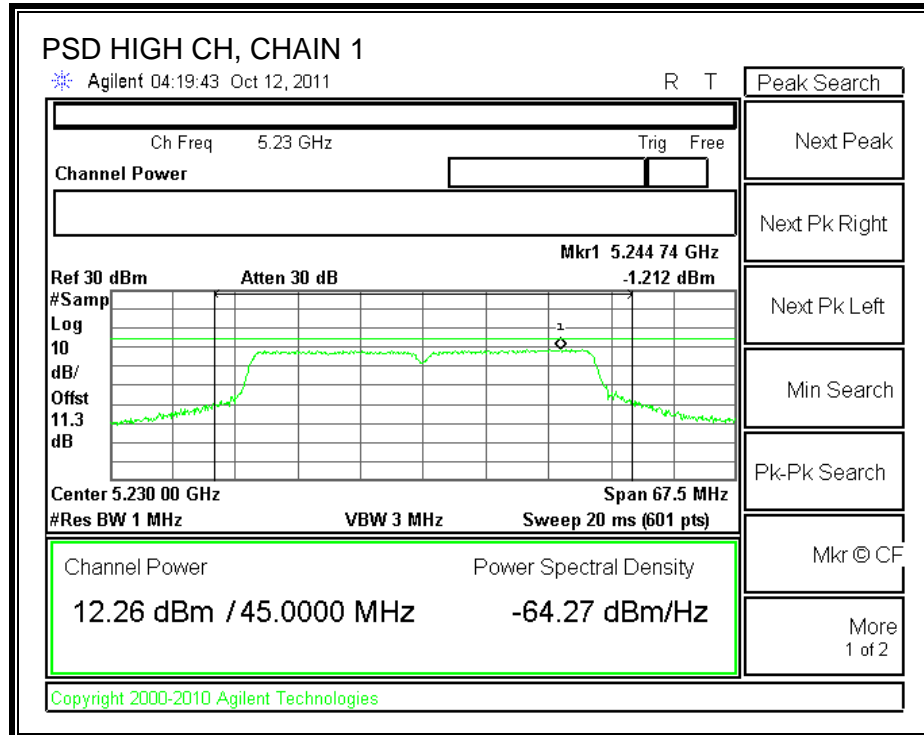 PSD HIGH CH, CHAIN 1
Agilent 04:19:43 Oct 12, 2011 R T
Peak Search
Ch Freq 5.23 GHz Trig Free
Channel Power
Mkr1 5.244 74 GHz
Ref 30 dBm Atten 30 dB -1.212 dBm
#Samp
Log
10
dB/
Offst
11.3
dB
1
Center 5.230 00 GHz Span 67.5 MHz
#Res BW 1 MHz VBW 3 MHz Sweep 20 ms (601 pts)
Channel Power Power Spectral Density
12.26 dBm / 45.0000 MHz -64.27 dBm/Hz
Next Peak
Next Pk Right
Next Pk Left
Min Search
Pk-Pk Search
Mkr © CF
More
1 of 2
Copyright 2000-2010 Agilent Technologies